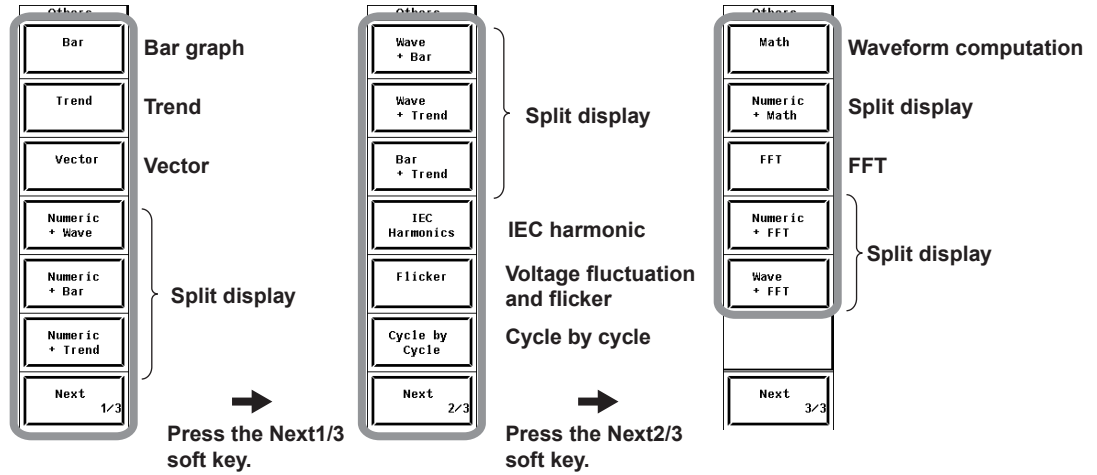 Others
Bar
Bar graph
Trend
Trend
Vector
Vector
Numeric
+ Wave
Numeric
+ Bar
Numeric
+ Trend
Split display
Next
1/3
Press the Next1/3
soft key.
Others
Wave
+ Bar
Wave
+ Trend
Bar
+ Trend
Split display
IEC
Harmonics
IEC harmonic
Flicker
Voltage fluctuation
and flicker
Cycle by
Cycle
Cycle by cycle
Next
2/3
Press the Next2/3
soft key.
Others
Math
Waveform computation
Numeric
+ Math
Split display
FFT
FFT
Numeric
+ FFT
Wave
+ FFT
Split display
Next
3/3